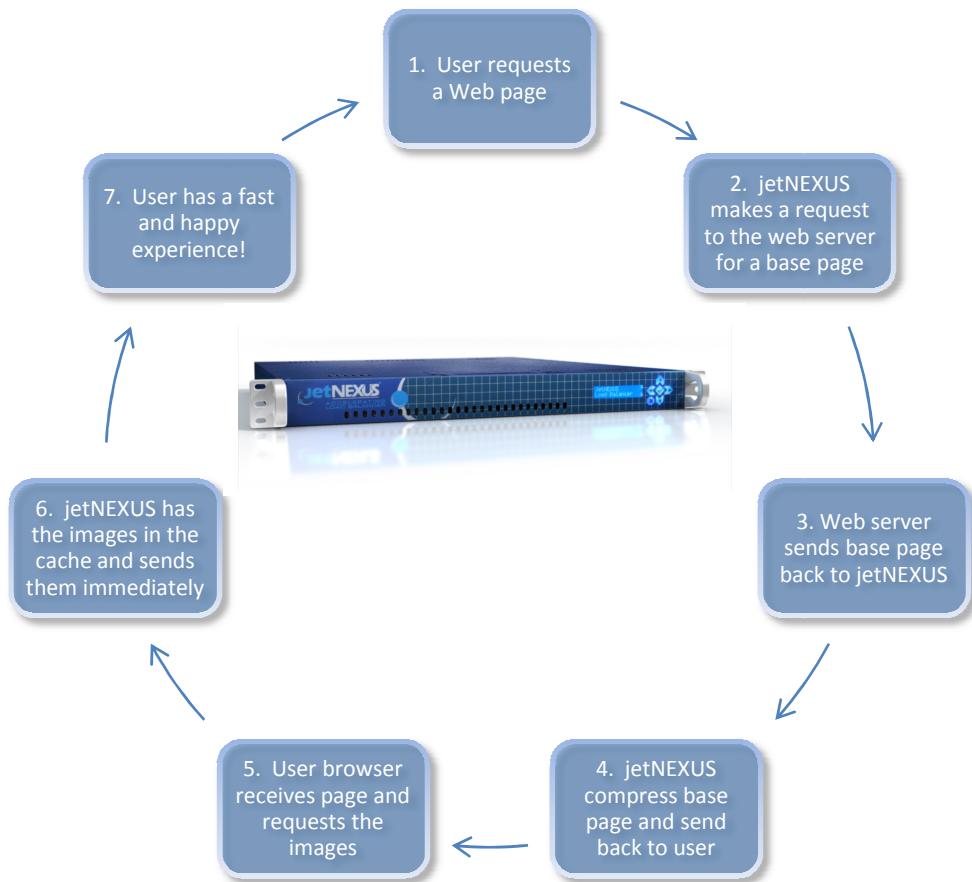 1. User requests
a Web page
2. jetNEXUS
makes a request
to the web server
for a base page
3. Web server
sends base page
back to jetNEXUS
4. jetNEXUS
compress base
page and send
back to user
5. User browser
receives page and
requests the
images
6. jetNEXUS has
the images in the
cache and sends
them immediately
7. User has a fast
and happy
experience!
jetNEXUS
jetNEXUS
Load Balancer